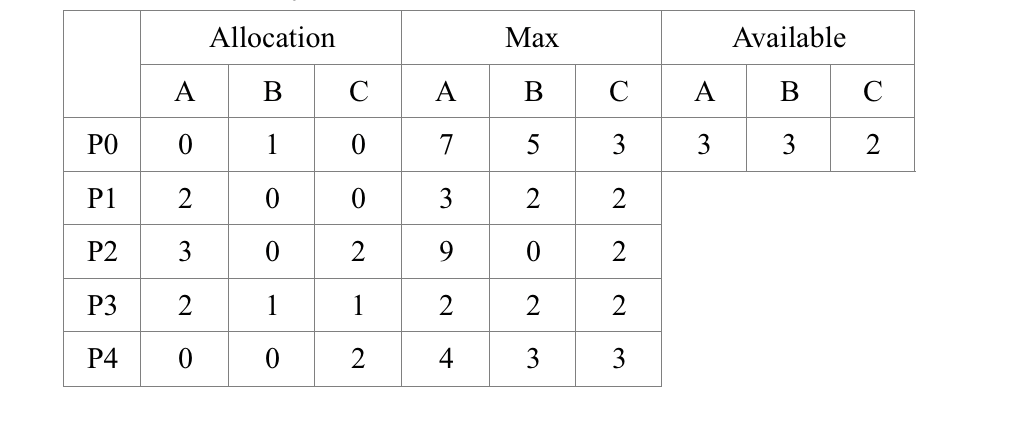 Allocation Max Available
A B C A B C A B C
P0 0 1 0 7 5 3 3 3 2
P1 2 0 0 3 2 2
P2 3 0 2 9 0 2
P3 2 1 1 2 2 2
P4 0 0 2 4 3 3